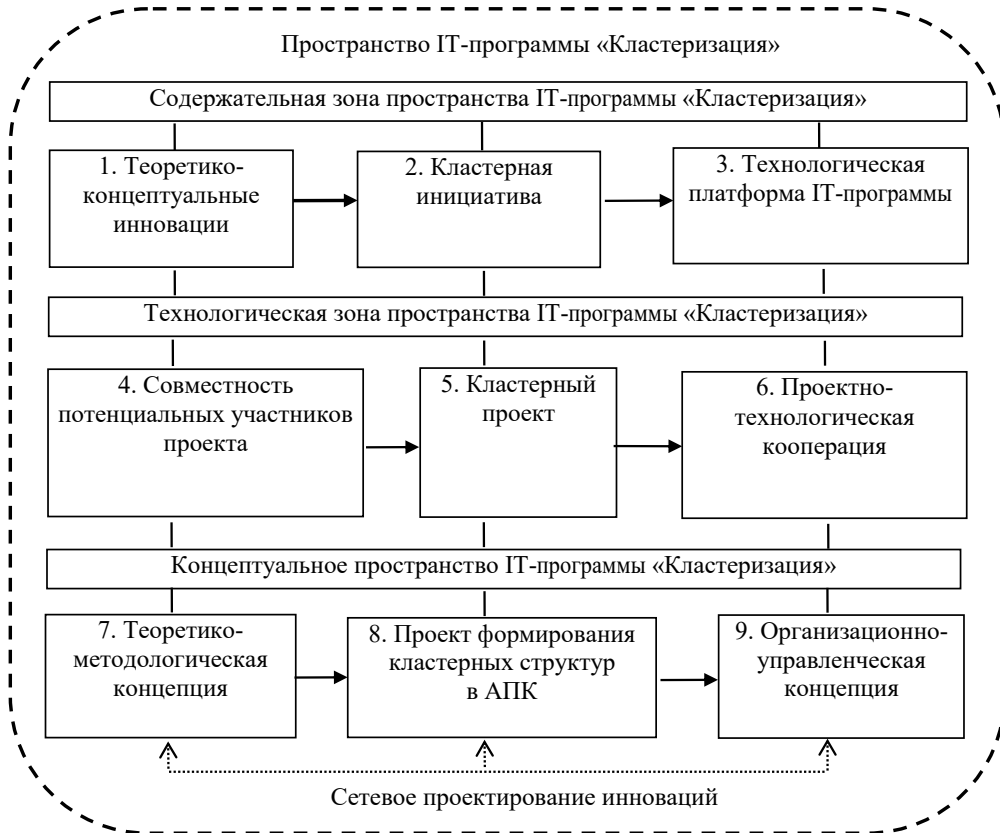 Пространство IT-программы «Кластеризация»
Содержательная зона пространства IT-программы «Кластеризация»
1. Теоретико-
концептуальные
инновации
2. Кластерная
инициатива
3. Технологическая
платформа IT-программы
Технологическая зона пространства IT-программы «Кластеризация»
4. Совместность
потенциальных участников
проекта
5. Кластерный
проект
6. Проектно-
технологическая
кооперация
Концептуальное пространство IT-программы «Кластеризация»
7. Теоретико-
методологическая
концепция
8. Проект формирования
кластерных структур
в АПК
9. Организационно-
управленческая
концепция
Сетевое проектирование инноваций